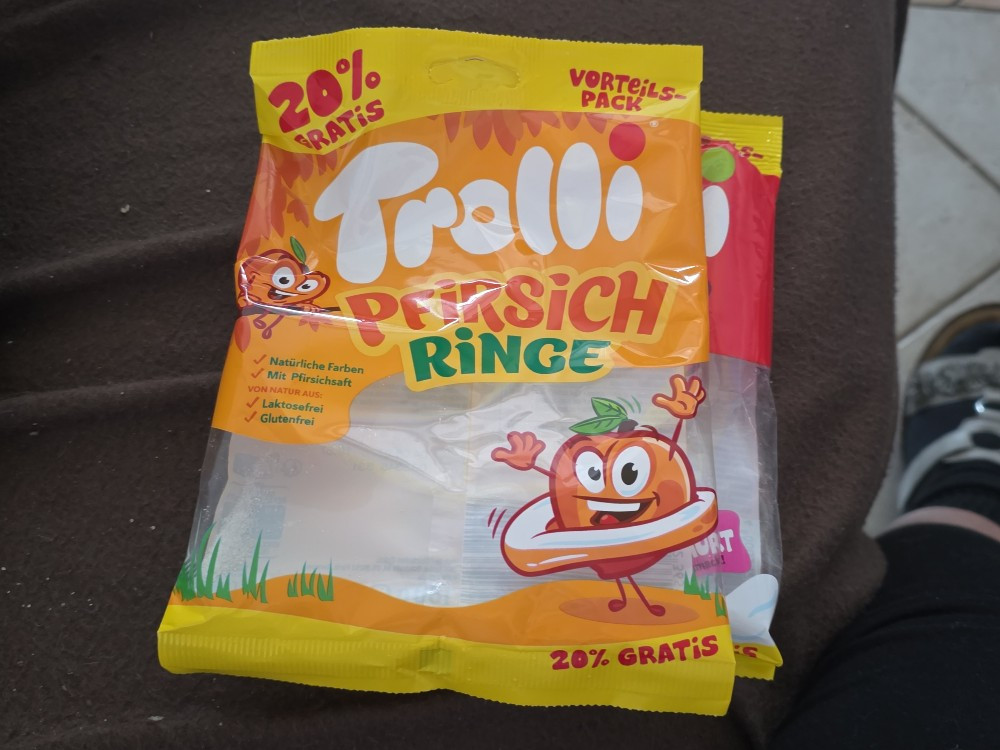 20%
GRATiS
VORTEiLS-
PACK
Trolli
PFiRSiCH
RiNGE
✓ Natürliche Farben
✓ Mit Pfirsichsaft
VON NATUR AUS:
✓ Laktosefrei
✓ Glutenfrei
20% GRATiS